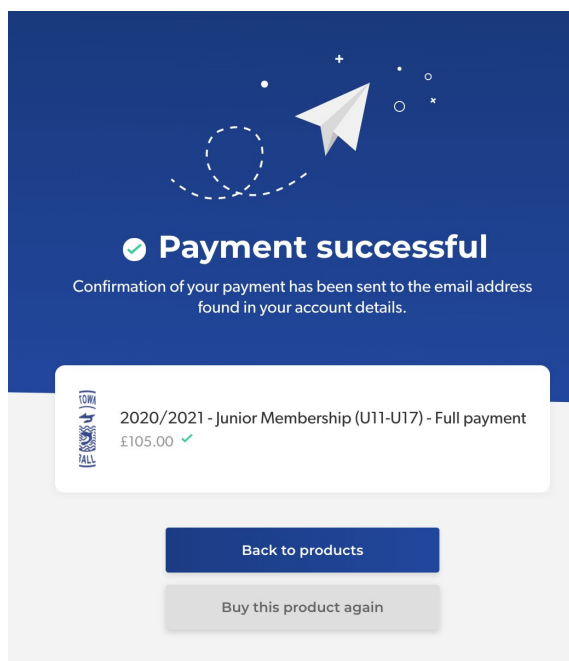 Payment successful
Confirmation of your payment has been sent to the email address
found in your account details.
2020/2021 - Junior Membership (U11-U17) - Full payment
£105.00
Back to products
Buy this product again